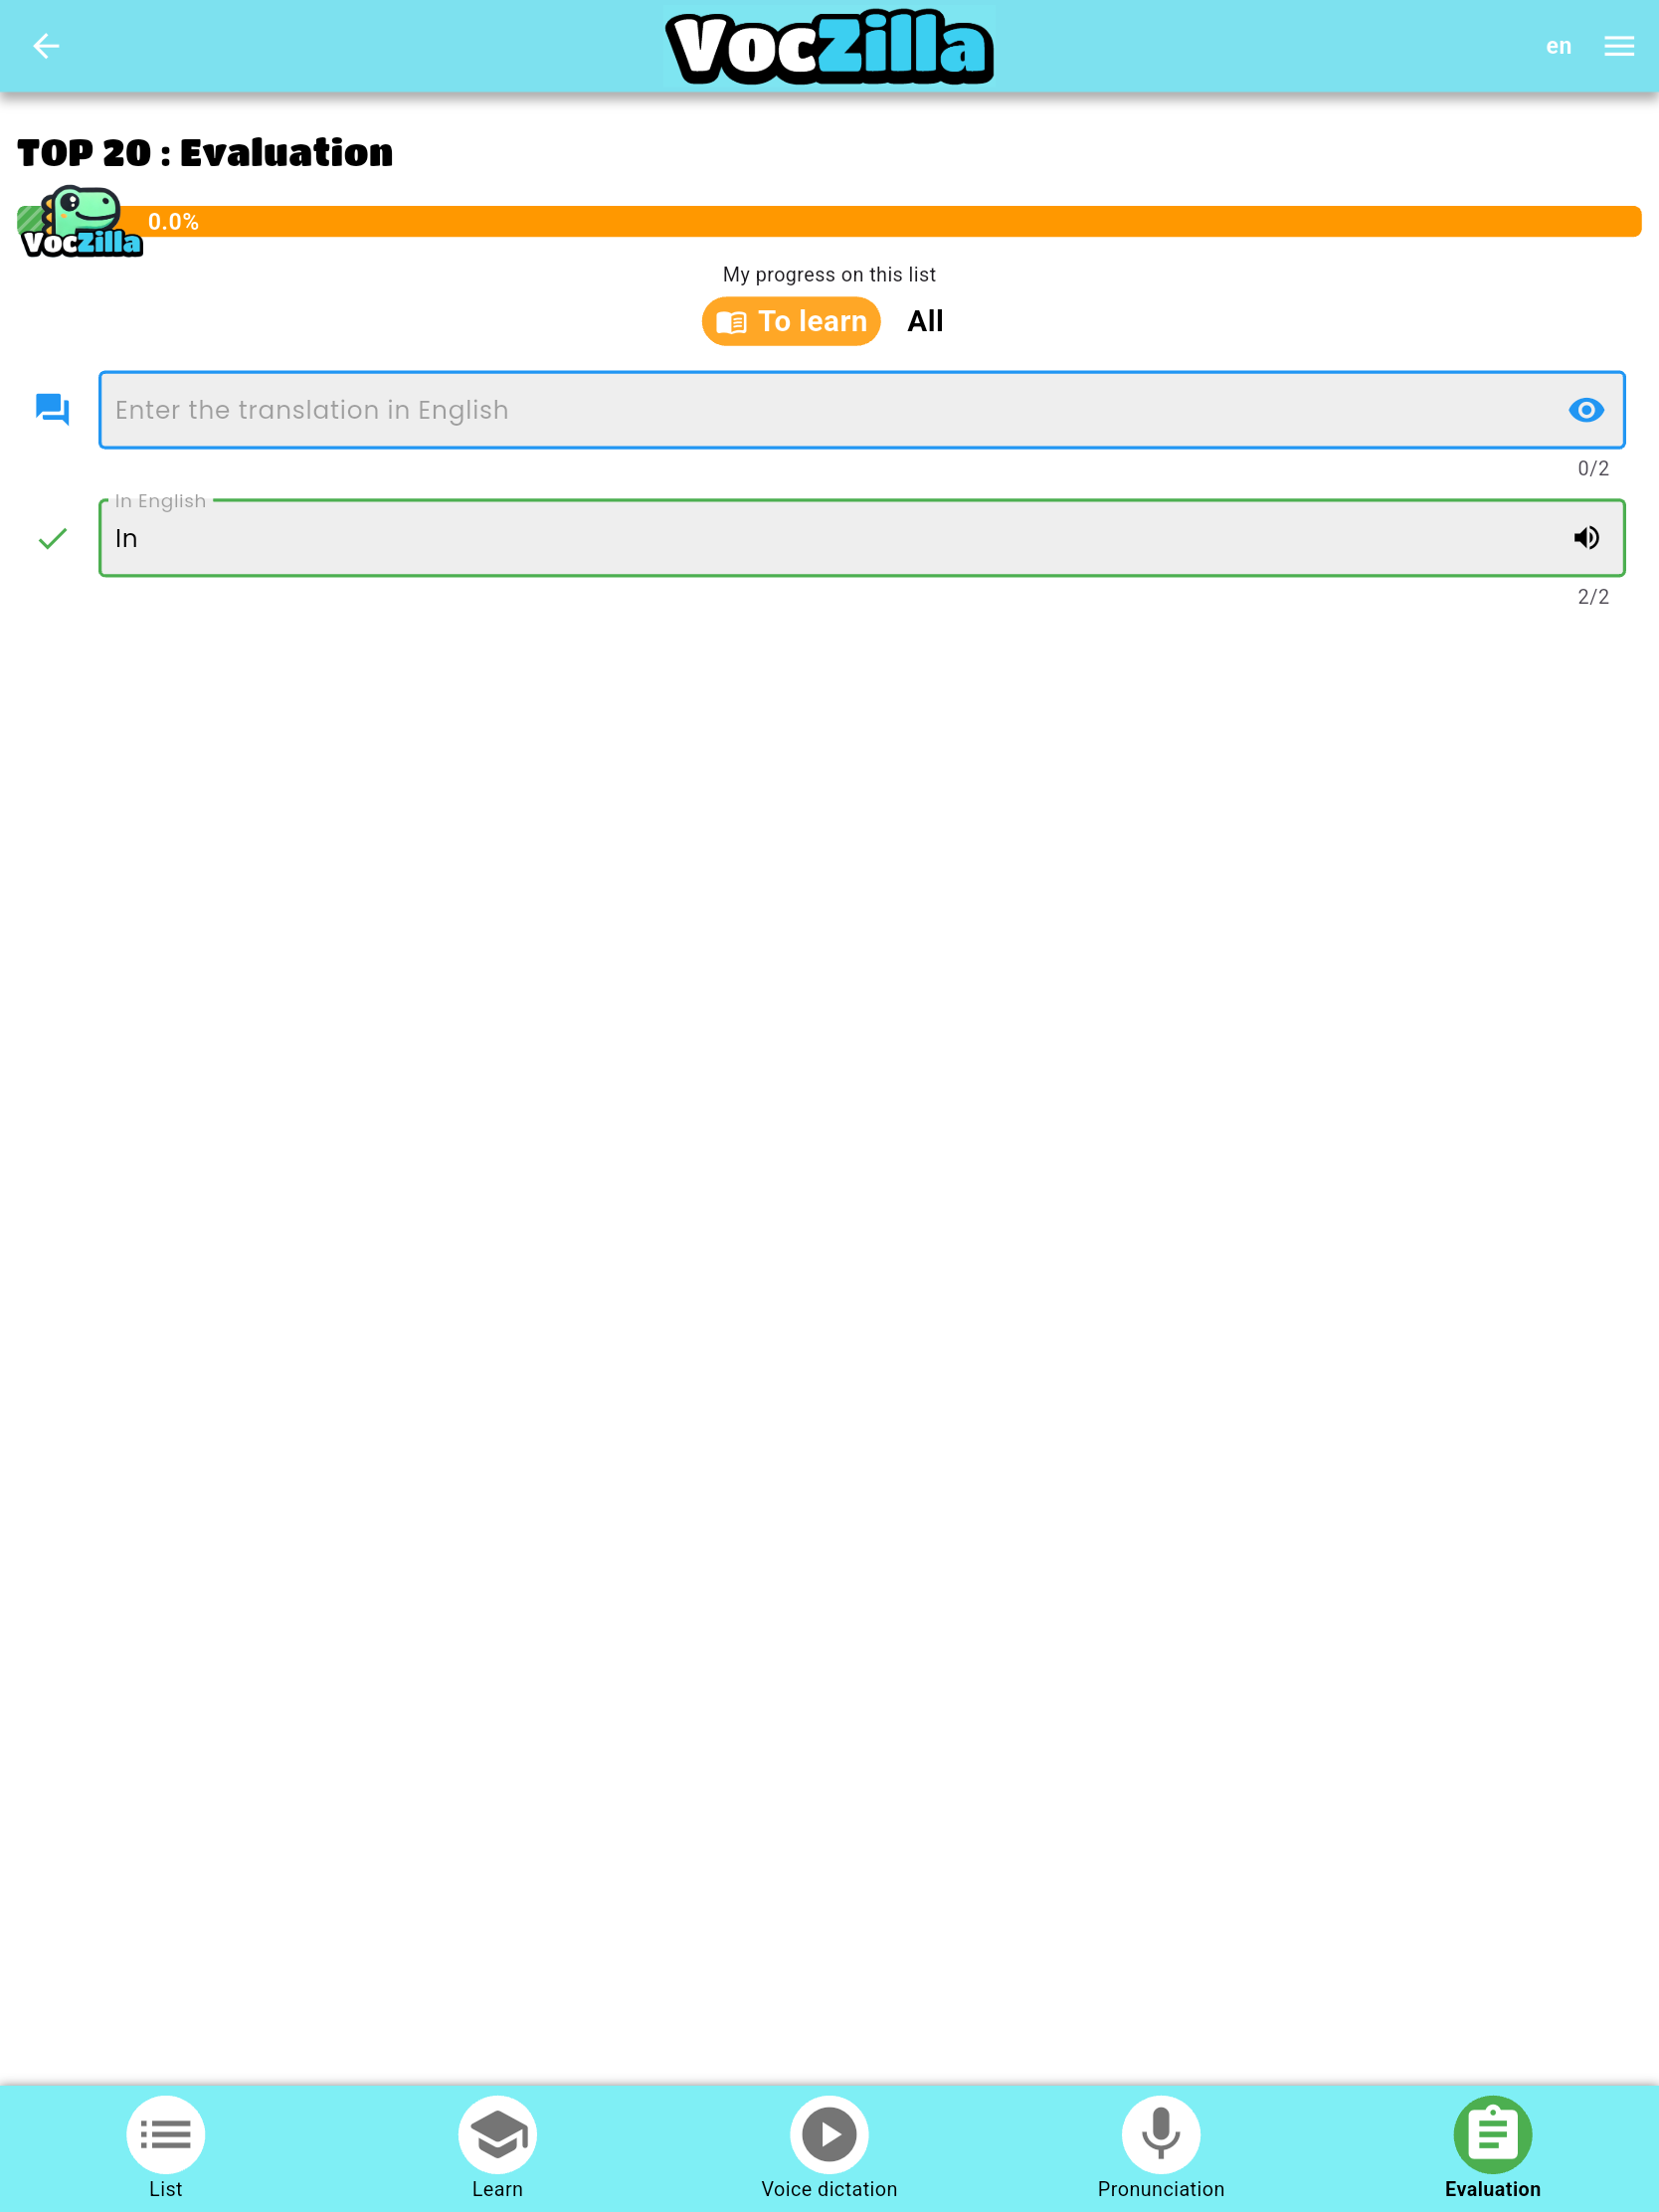 VocZilla
en
TOP 20 : Evaluation
VocZilla
0.0%
My progress on this list
To learn
All
Enter the translation in English
0/2
In English
In
2/2
List
Learn
Voice dictation
Pronunciation
Evaluation